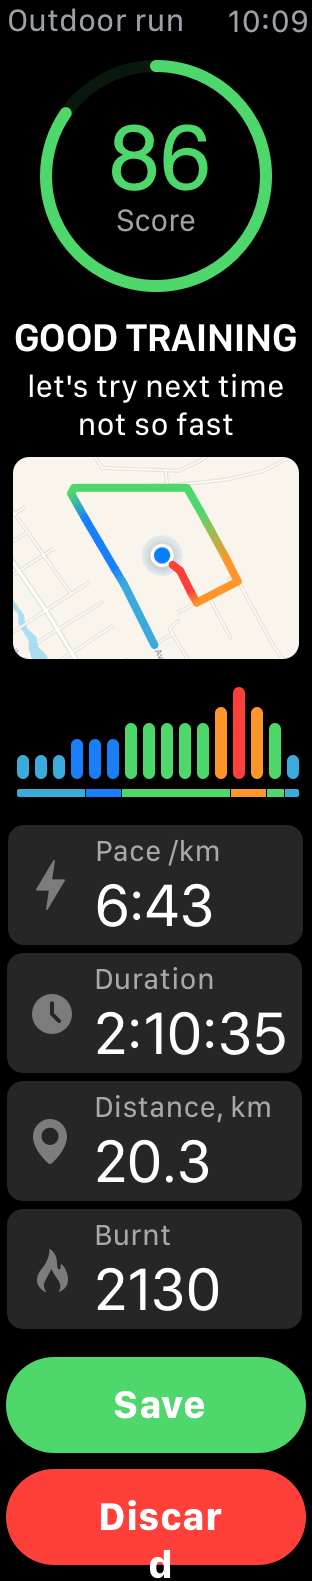 Outdoor run 10:09
86
Score
GOOD TRAINING
let's try next time
not so fast
Pace /km
6:43
Duration
2:10:35
Distance, km
20.3
Burnt
2130
Save
Discar
d